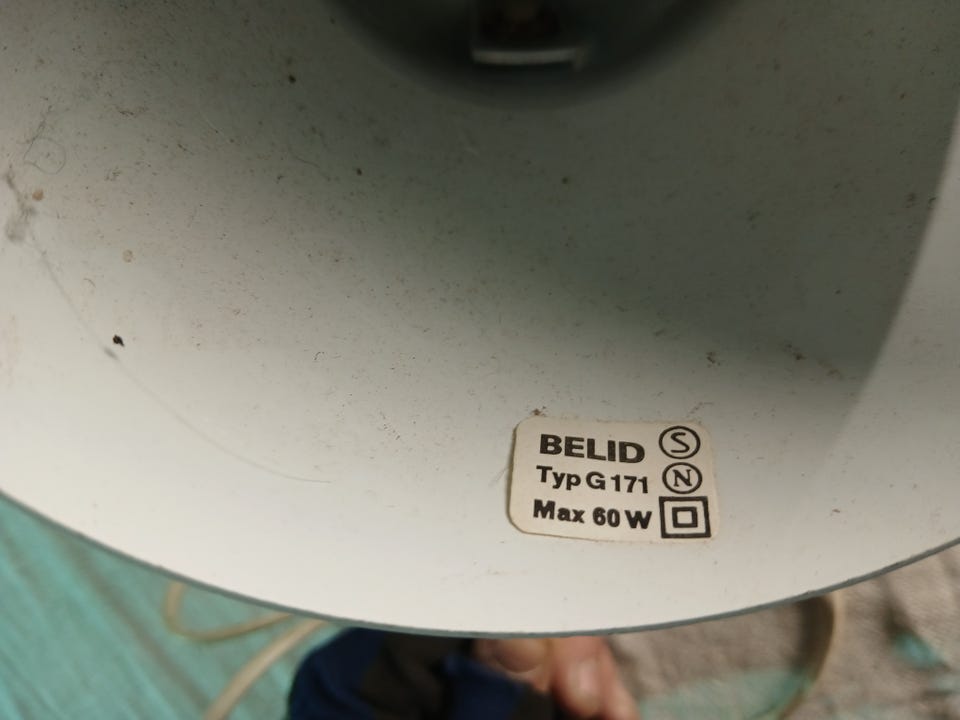 BELID Ⓢ
Typ G 171 Ⓝ
Max 60 W